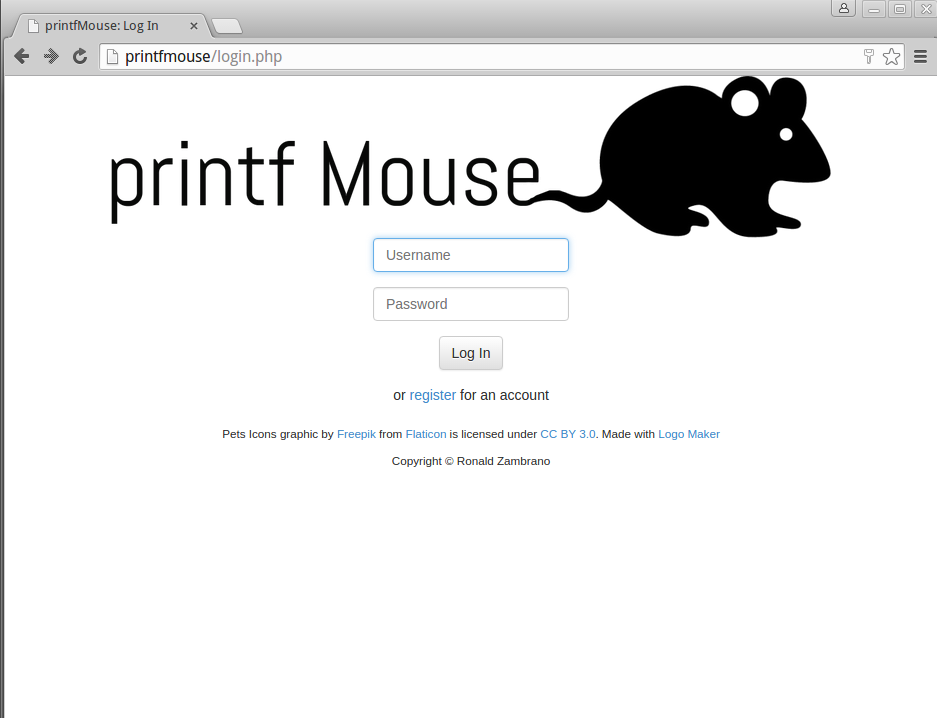 printfMouse: Log In
printfmouse/login.php
printf Mouse
Username
Password
Log In
or register for an account
Pets Icons graphic by Freepik from Flaticon is licensed under CC BY 3.0. Made with Logo Maker
Copyright © Ronald Zambrano